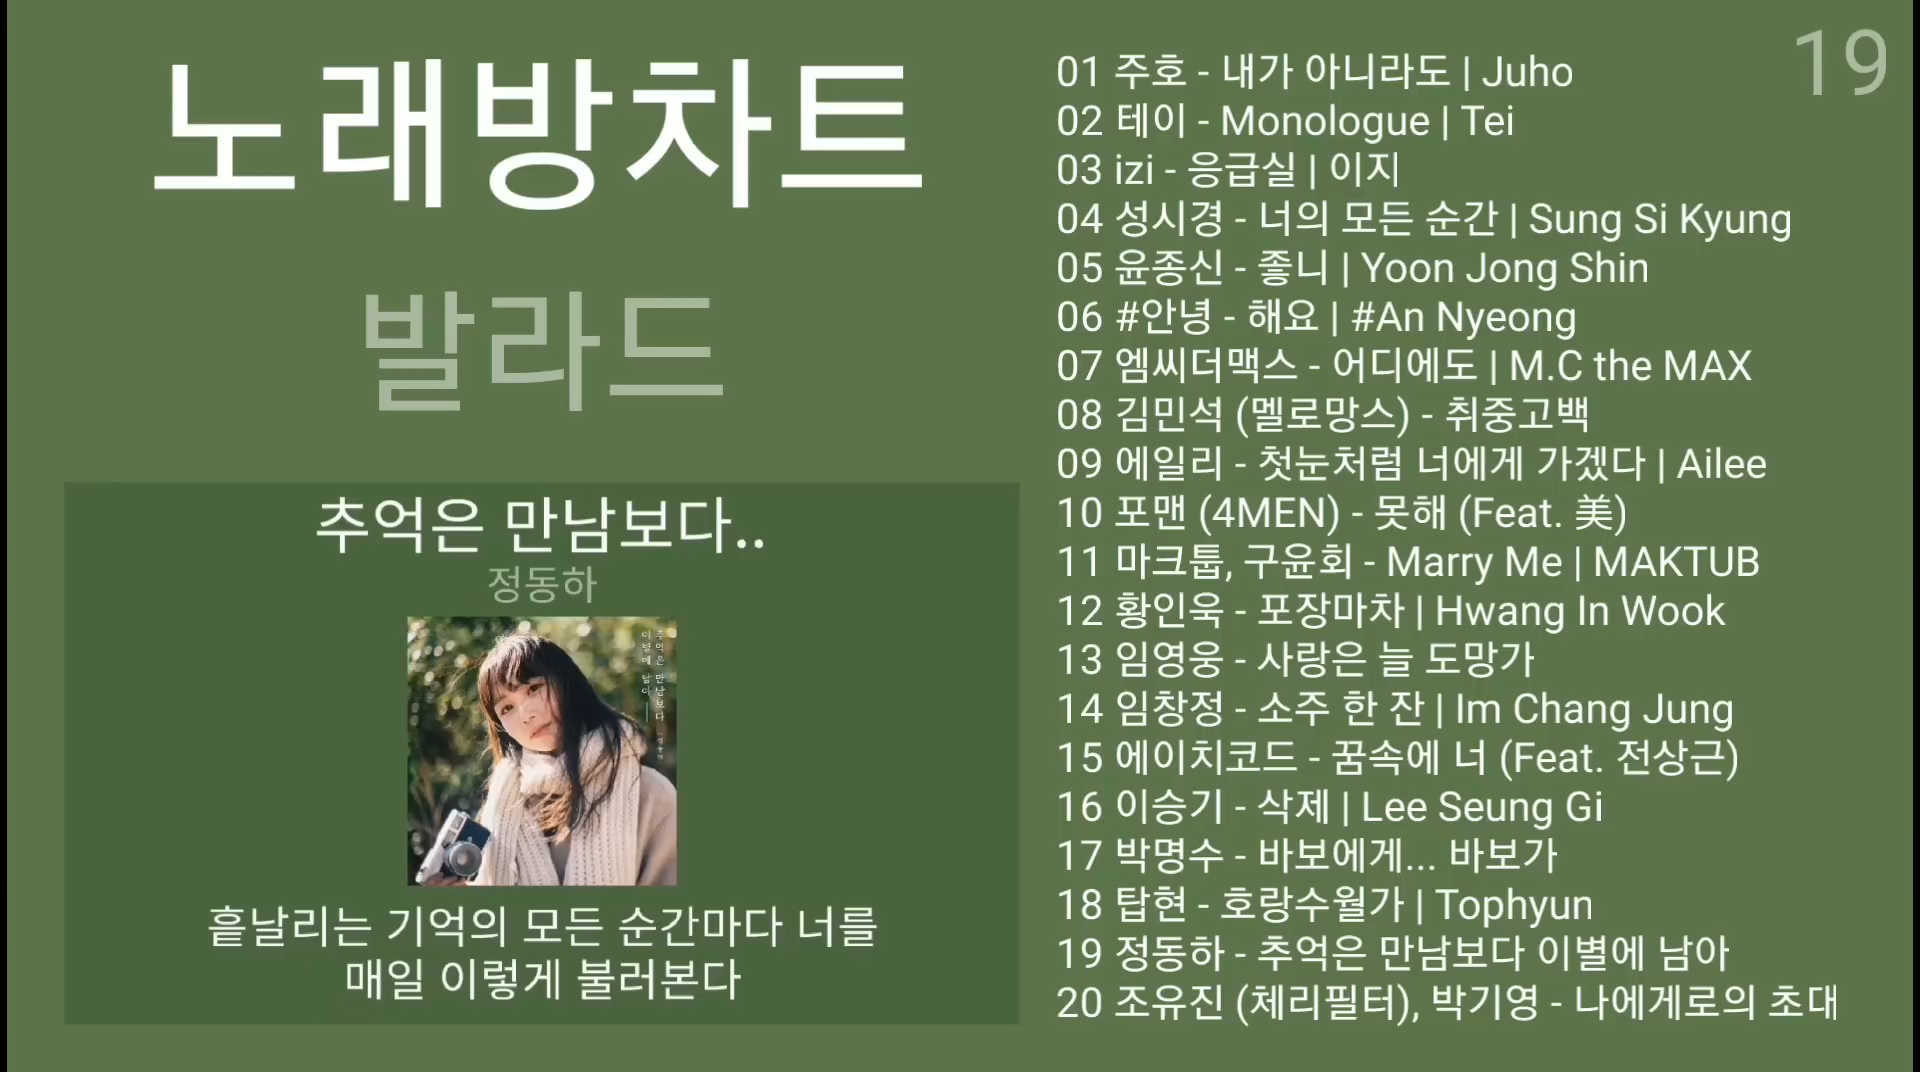 노래방차트
발라드
추억은 만남보다..
정동하
추억은 만남보다
이별에 남아
흩날리는 기억의 모든 순간마다 너를
매일 이렇게 불러본다
19
01 주호 - 내가 아니라도 | Juho
02 테이 - Monologue | Tei
03 izi - 응급실 | 이지
04 성시경 - 너의 모든 순간 | Sung Si Kyung
05 윤종신 - 좋니 | Yoon Jong Shin
06 #안녕 - 해요 | #An Nyeong
07 엠씨더맥스 - 어디에도 | M.C the MAX
08 김민석 (멜로망스) - 취중고백
09 에일리 - 첫눈처럼 너에게 가겠다 | Ailee
10 포맨 (4MEN) - 못해 (Feat. 美)
11 마크툽, 구윤회 - Marry Me | MAKTUB
12 황인욱 - 포장마차 | Hwang In Wook
13 임영웅 - 사랑은 늘 도망가
14 임창정 - 소주 한 잔 | Im Chang Jung
15 에이치코드 - 꿈속에 너 (Feat. 전상근)
16 이승기 - 삭제 | Lee Seung Gi
17 박명수 - 바보에게... 바보가
18 탑현 - 호랑수월가 | Tophyun
19 정동하 - 추억은 만남보다 이별에 남아
20 조유진 (체리필터), 박기영 - 나에게로의 초대